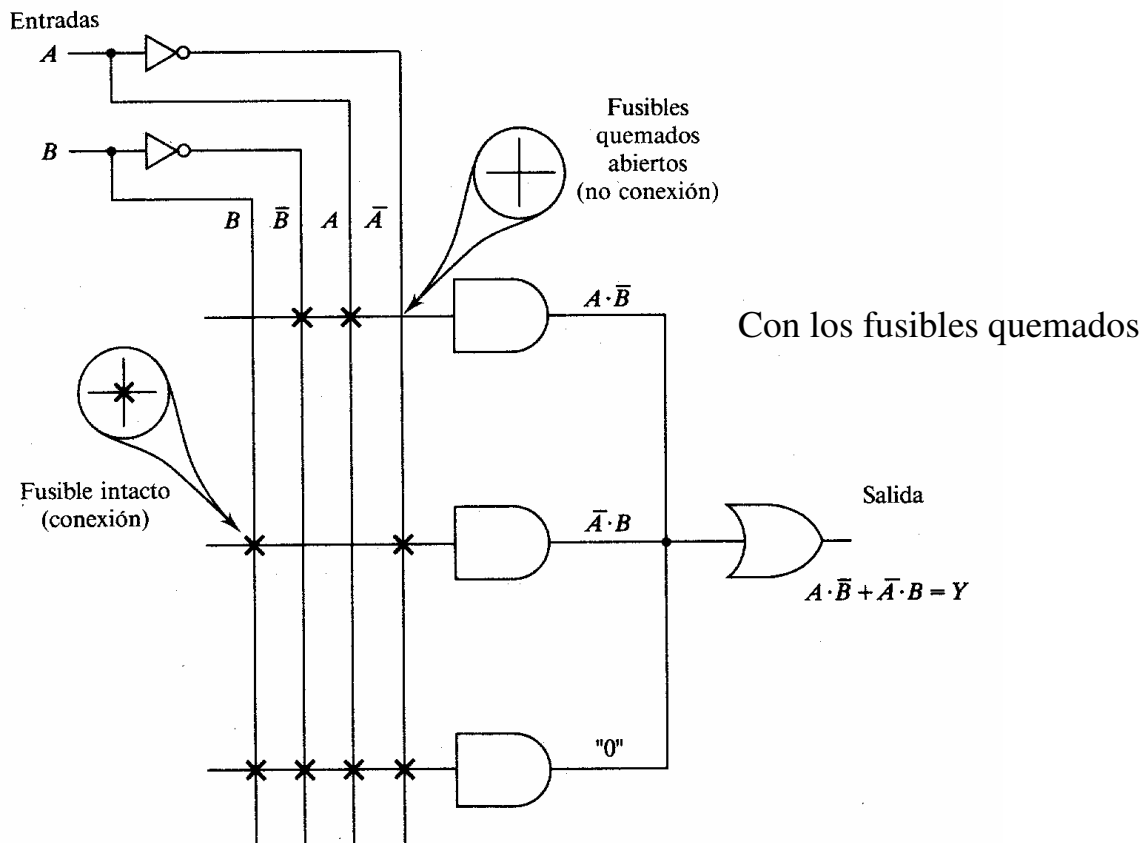 Entradas
A
B
Fusibles
quemados
abiertos
(no conexión)
B B̅ A A̅
A·B̅
Con los fusibles quemados
Fusible intacto
(conexión)
A̅·B
Salida
A·B̅ + A̅·B = Y
"0"